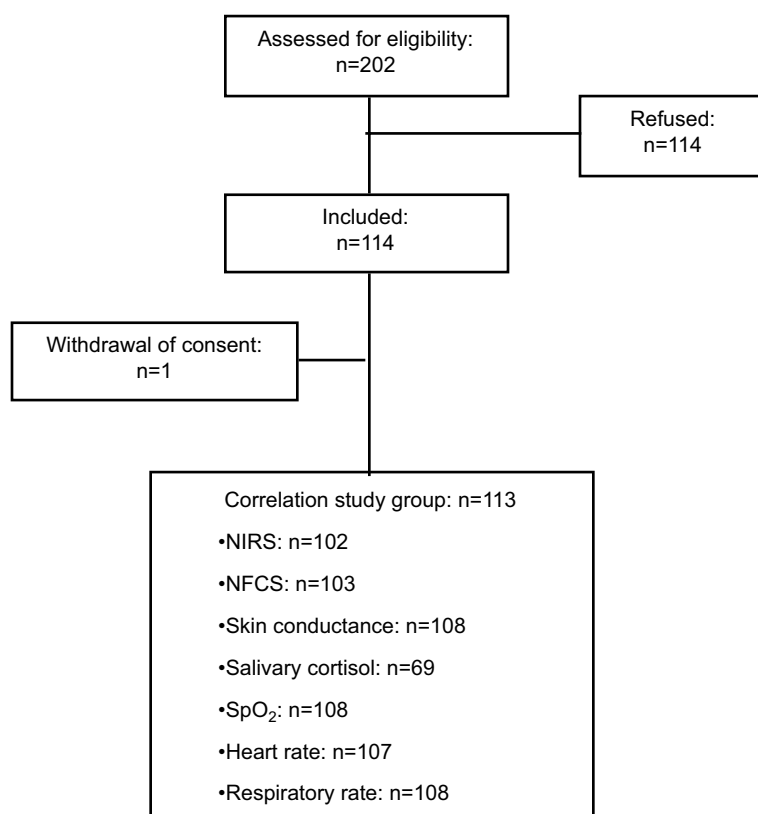 Assessed for eligibility:
n=202
Refused:
n=114
Included:
n=114
Withdrawal of consent:
n=1
Correlation study group: n=113
•NIRS: n=102
•NFCS: n=103
•Skin conductance: n=108
•Salivary cortisol: n=69
•SpO₂: n=108
•Heart rate: n=107
•Respiratory rate: n=108